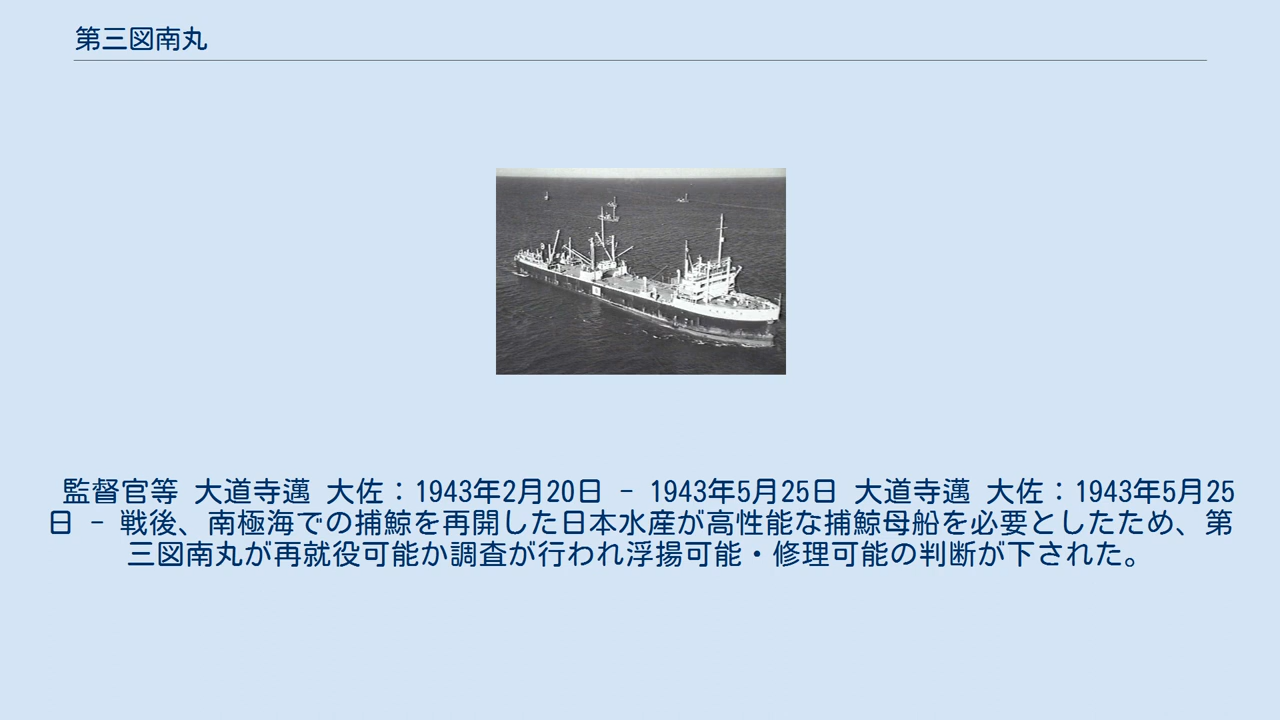 第三図南丸
監督官等 大道寺邁 大佐：1943年2月20日 － 1943年5月25日 大道寺邁 大佐：1943年5月25
日 － 戦後、南極海での捕鯨を再開した日本水産が高性能な捕鯨母船を必要としたため、第
三図南丸が再就役可能か調査が行われ浮揚可能・修理可能の判断が下された。